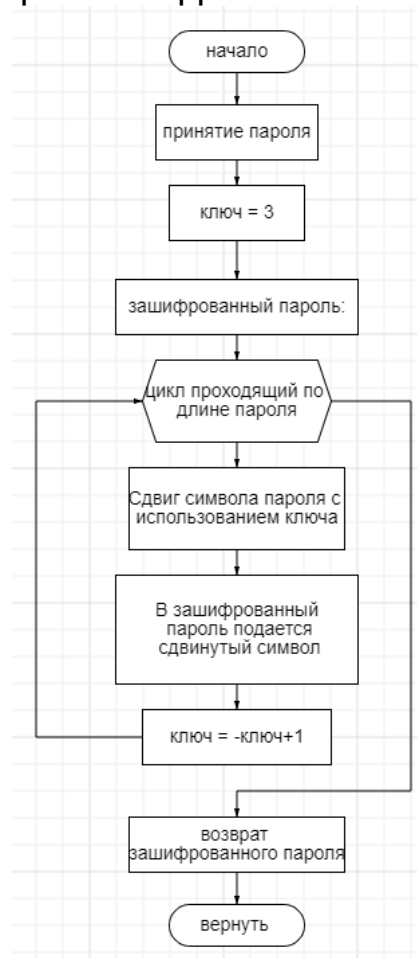 начало
принятие пароля
ключ = 3
зашифрованный пароль:
цикл проходящий по
длине пароля
Сдвиг символа пароля с
использованием ключа
В зашифрованный
пароль подается
сдвинутый символ
ключ = -ключ+1
возврат
зашифрованного пароля
вернуть